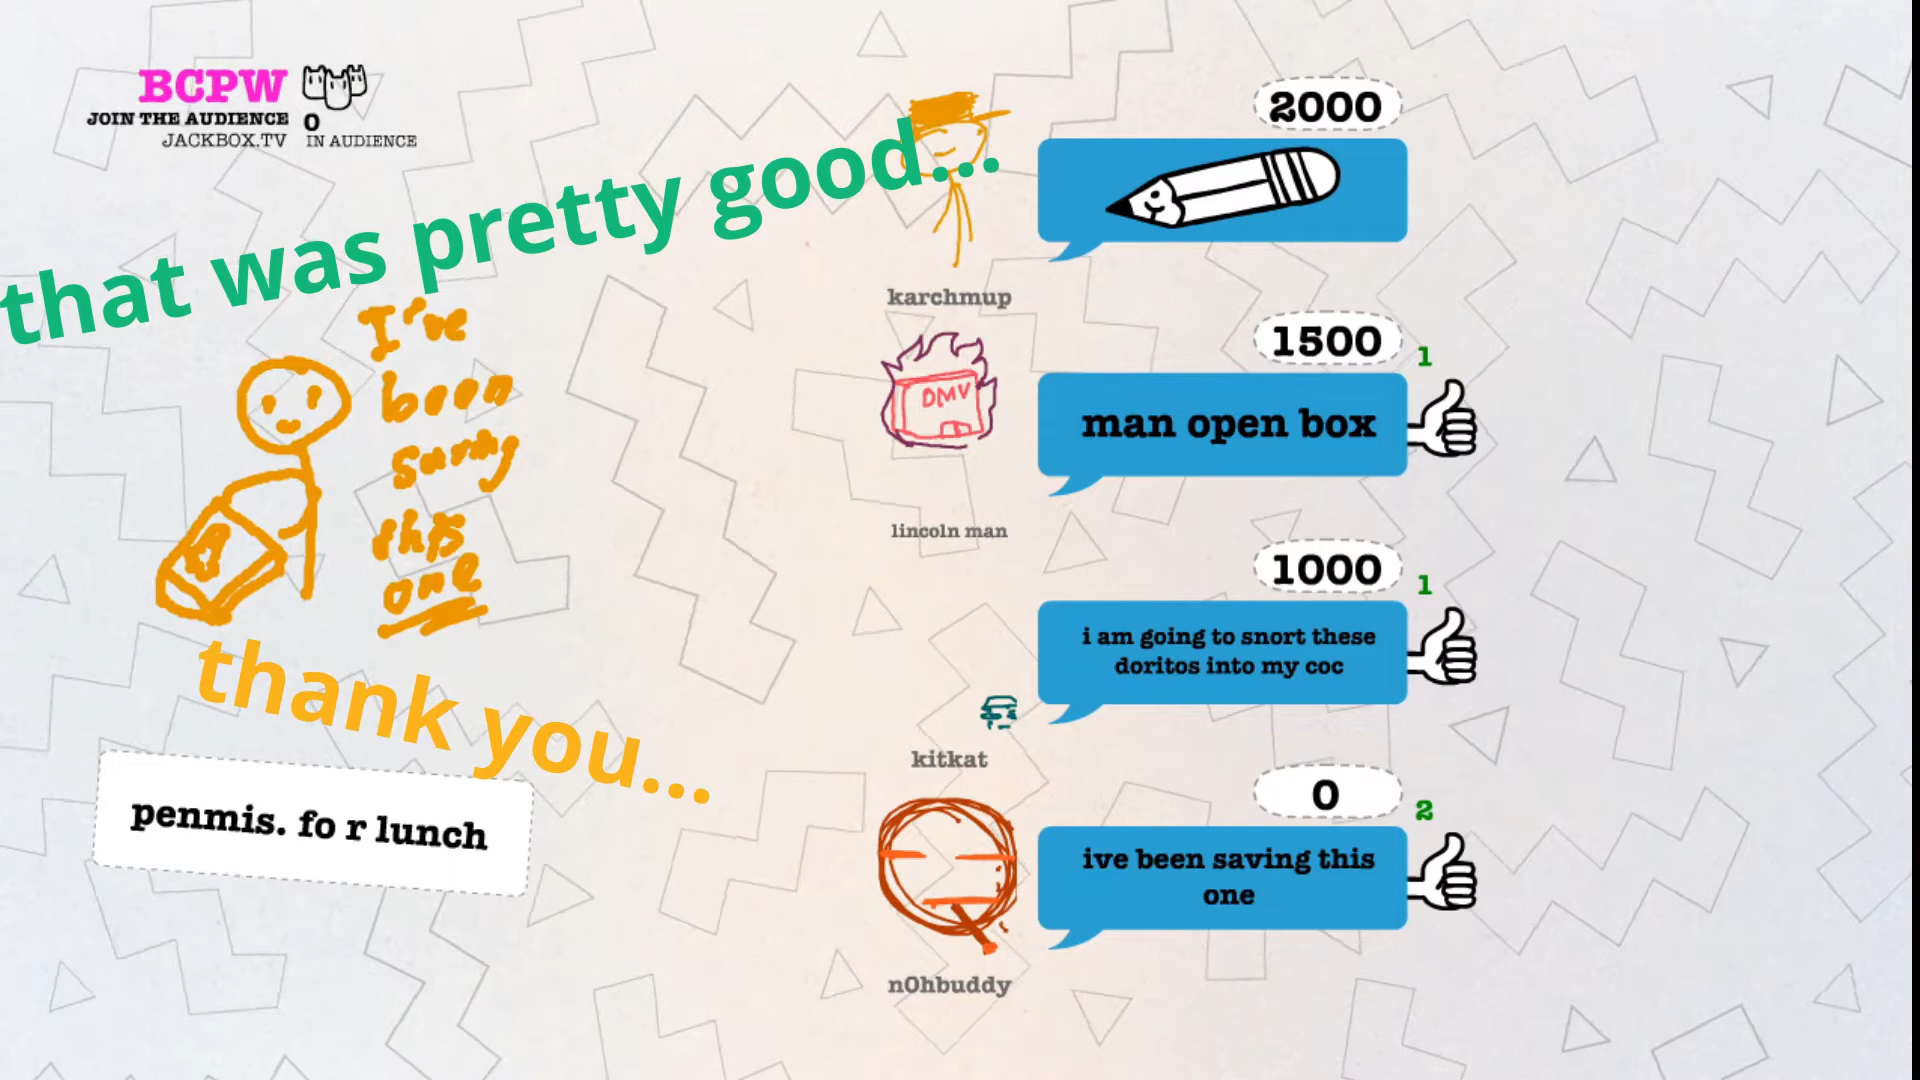 BCPW
JOIN THE AUDIENCE
JACKBOX.TV
0
IN AUDIENCE
that was pretty good...
I've
been
saving
this
one
thank you...
penmis. fo r lunch
2000
karchmup
1500
1
DMV
man open box
lincoln man
1000
1
i am going to snort these
doritos into my coc
kitkat
0
2
ive been saving this
one
n0hbuddy